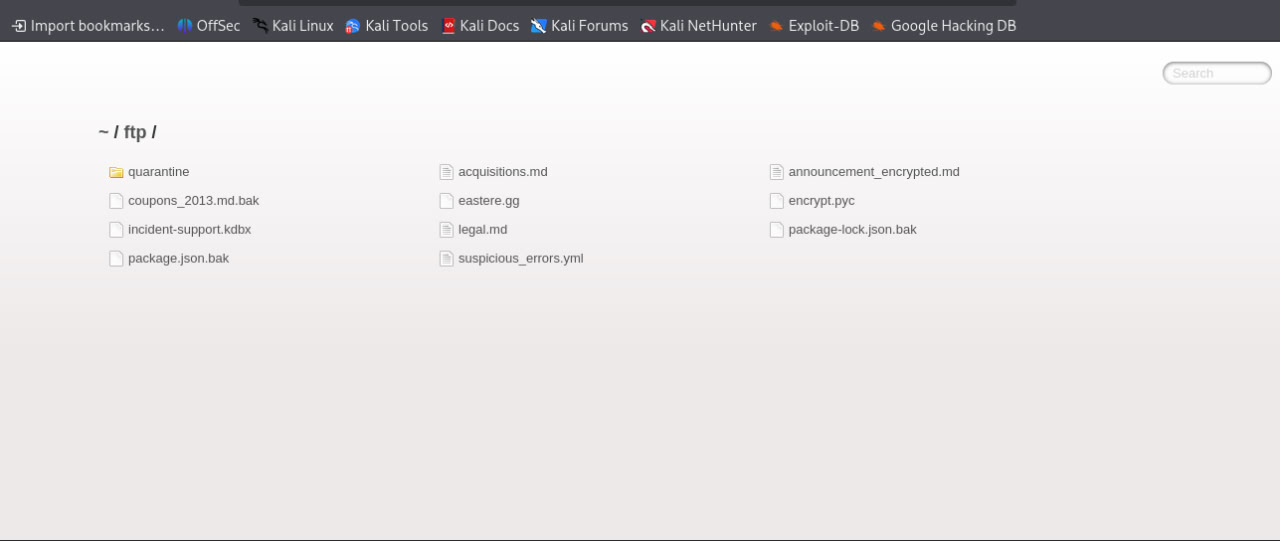 Import bookmarks... OffSec Kali Linux Kali Tools Kali Docs Kali Forums Kali NetHunter Exploit-DB Google Hacking DB
Search
~ / ftp /
quarantine acquisitions.md announcement_encrypted.md
coupons_2013.md.bak eastere.gg encrypt.pyc
incident-support.kdbx legal.md package-lock.json.bak
package.json.bak suspicious_errors.yml